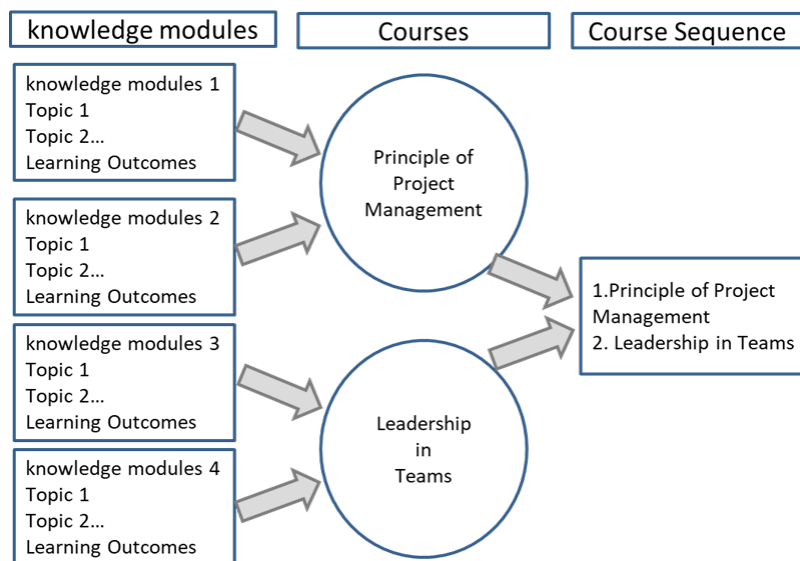 knowledge modules
Courses
Course Sequence
knowledge modules 1
Topic 1
Topic 2...
Learning Outcomes
knowledge modules 2
Topic 1
Topic 2...
Learning Outcomes
knowledge modules 3
Topic 1
Topic 2...
Learning Outcomes
knowledge modules 4
Topic 1
Topic 2...
Learning Outcomes
Principle of
Project
Management
Leadership
in
Teams
1.Principle of Project
Management
2. Leadership in Teams